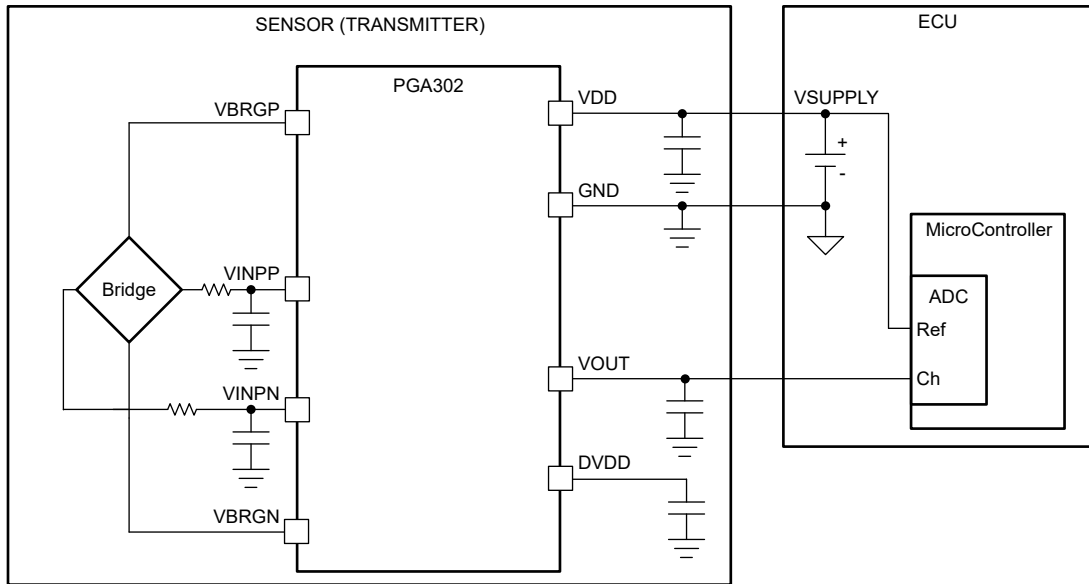 SENSOR (TRANSMITTER)
ECU
PGA302
VBRGP
VDD
VSUPPLY
+
-
GND
MicroController
VINPP
Bridge
ADC
Ref
VOUT
Ch
VINPN
DVDD
VBRGN